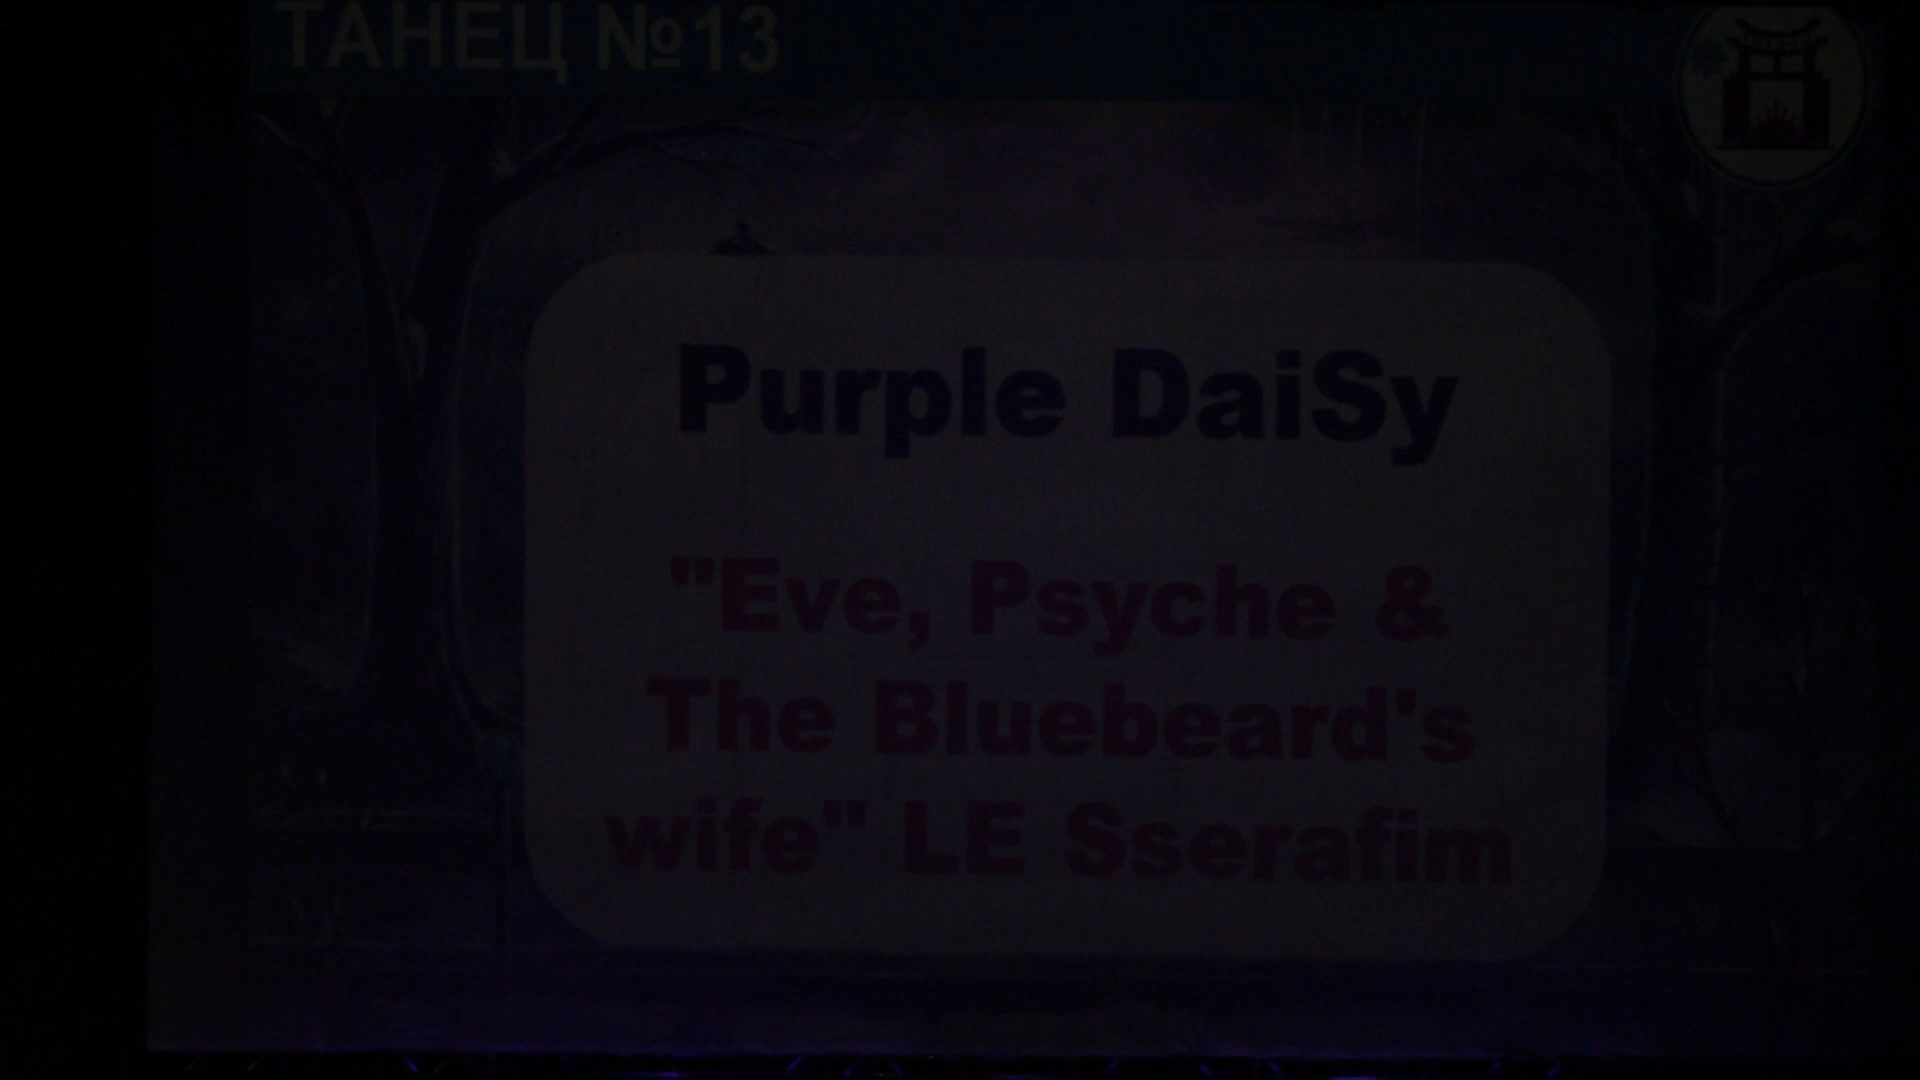 ТАНЕЦ №13
Purple DaiSy
"Eve, Psyche &
The Bluebeard's
wife" LE Sserafim